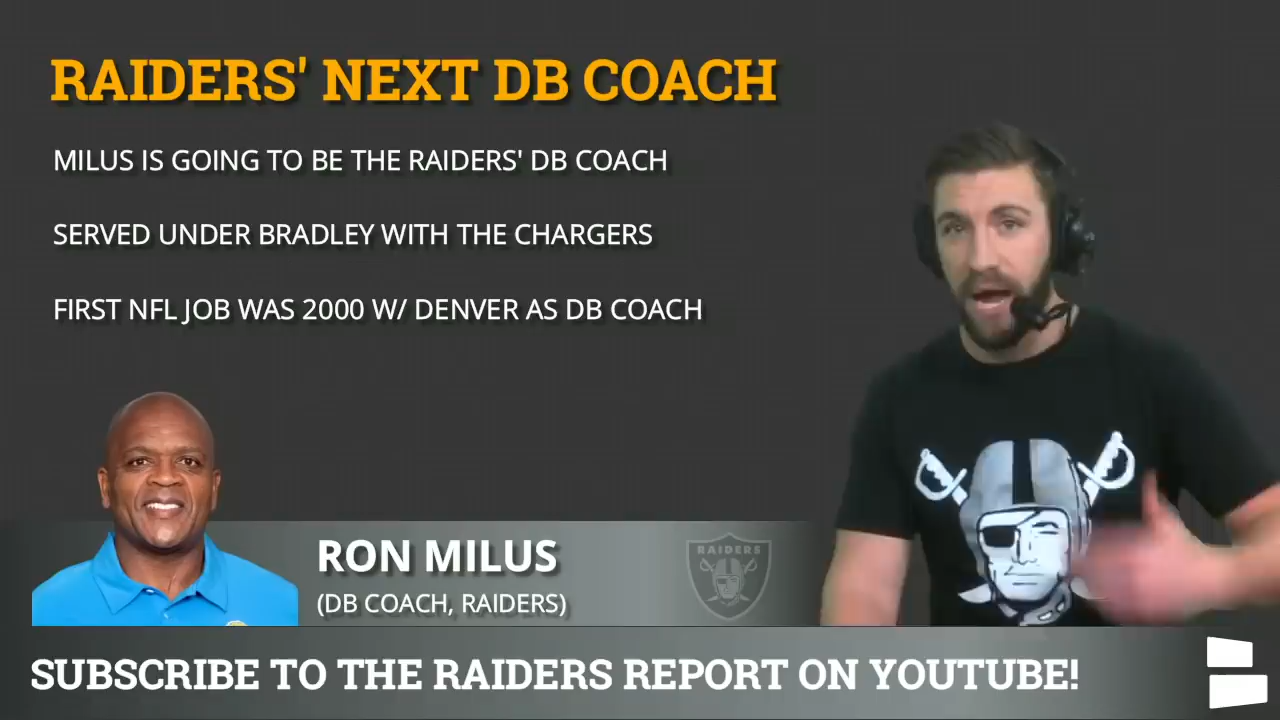 RAIDERS' NEXT DB COACH
MILUS IS GOING TO BE THE RAIDERS' DB COACH
SERVED UNDER BRADLEY WITH THE CHARGERS
FIRST NFL JOB WAS 2000 W/ DENVER AS DB COACH
RON MILUS
RAIDERS
(DB COACH, RAIDERS)
SUBSCRIBE TO THE RAIDERS REPORT ON YOUTUBE!